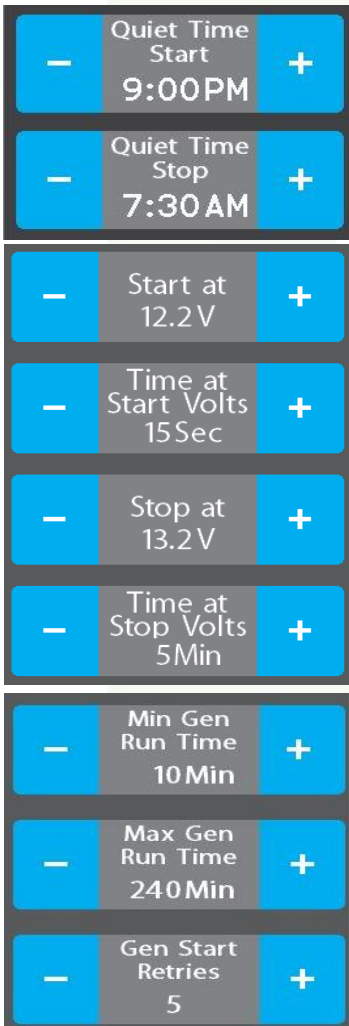 Quiet Time
Start
− 9:00PM +
Quiet Time
Stop
− 7:30AM +
Start at
− 12.2V +
Time at
Start Volts
− 15Sec +
Stop at
− 13.2V +
Time at
Stop Volts
− 5Min +
Min Gen
Run Time
− 10Min +
Max Gen
Run Time
− 240Min +
Gen Start
Retries
− 5 +